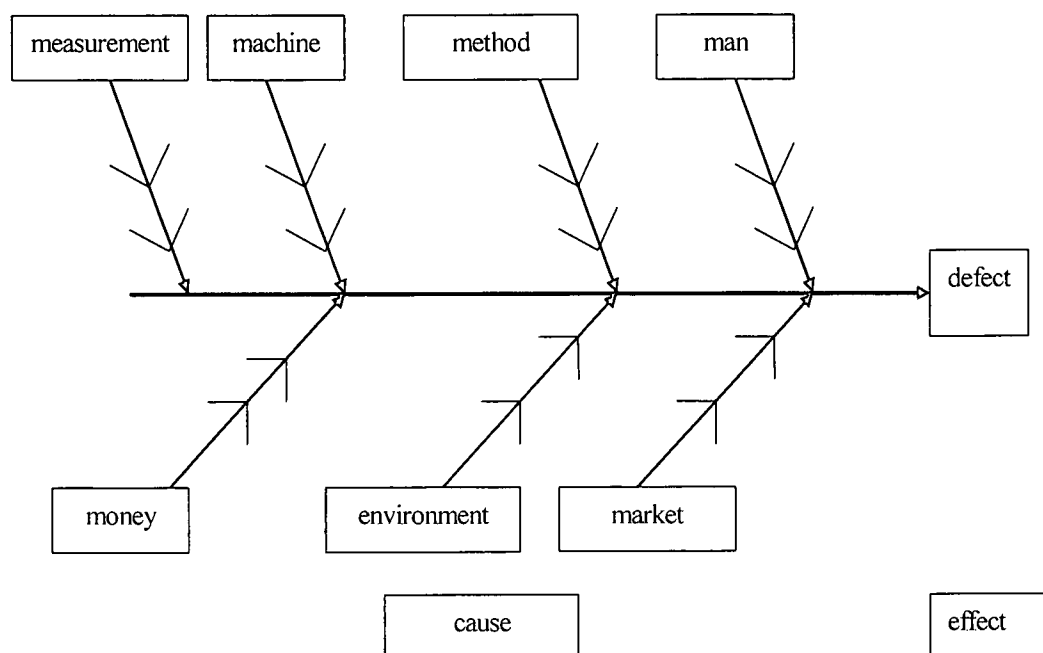 measurement
machine
method
man
defect
money
environment
market
cause
effect